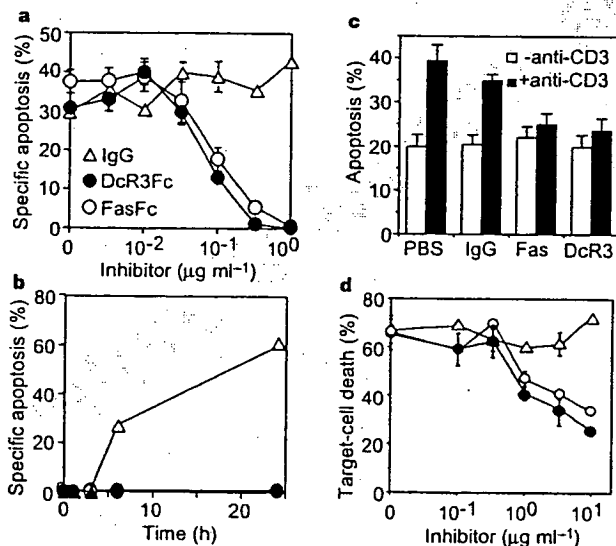 a
Specific apoptosis (%)
50
40
30
20
10
0
IgG
DcR3Fc
FasFc
0 10⁻² 10⁻¹ 10⁰
Inhibitor (µg ml⁻¹)
b
Specific apoptosis (%)
80
60
40
20
0
0 10 20
Time (h)
c
Apoptosis (%)
-anti-CD3
+anti-CD3
40
30
20
10
0
PBS IgG Fas DcR3
d
Target-cell death (%)
80
60
40
20
0
0 10⁻¹ 10⁰ 10¹
Inhibitor (µg ml⁻¹)